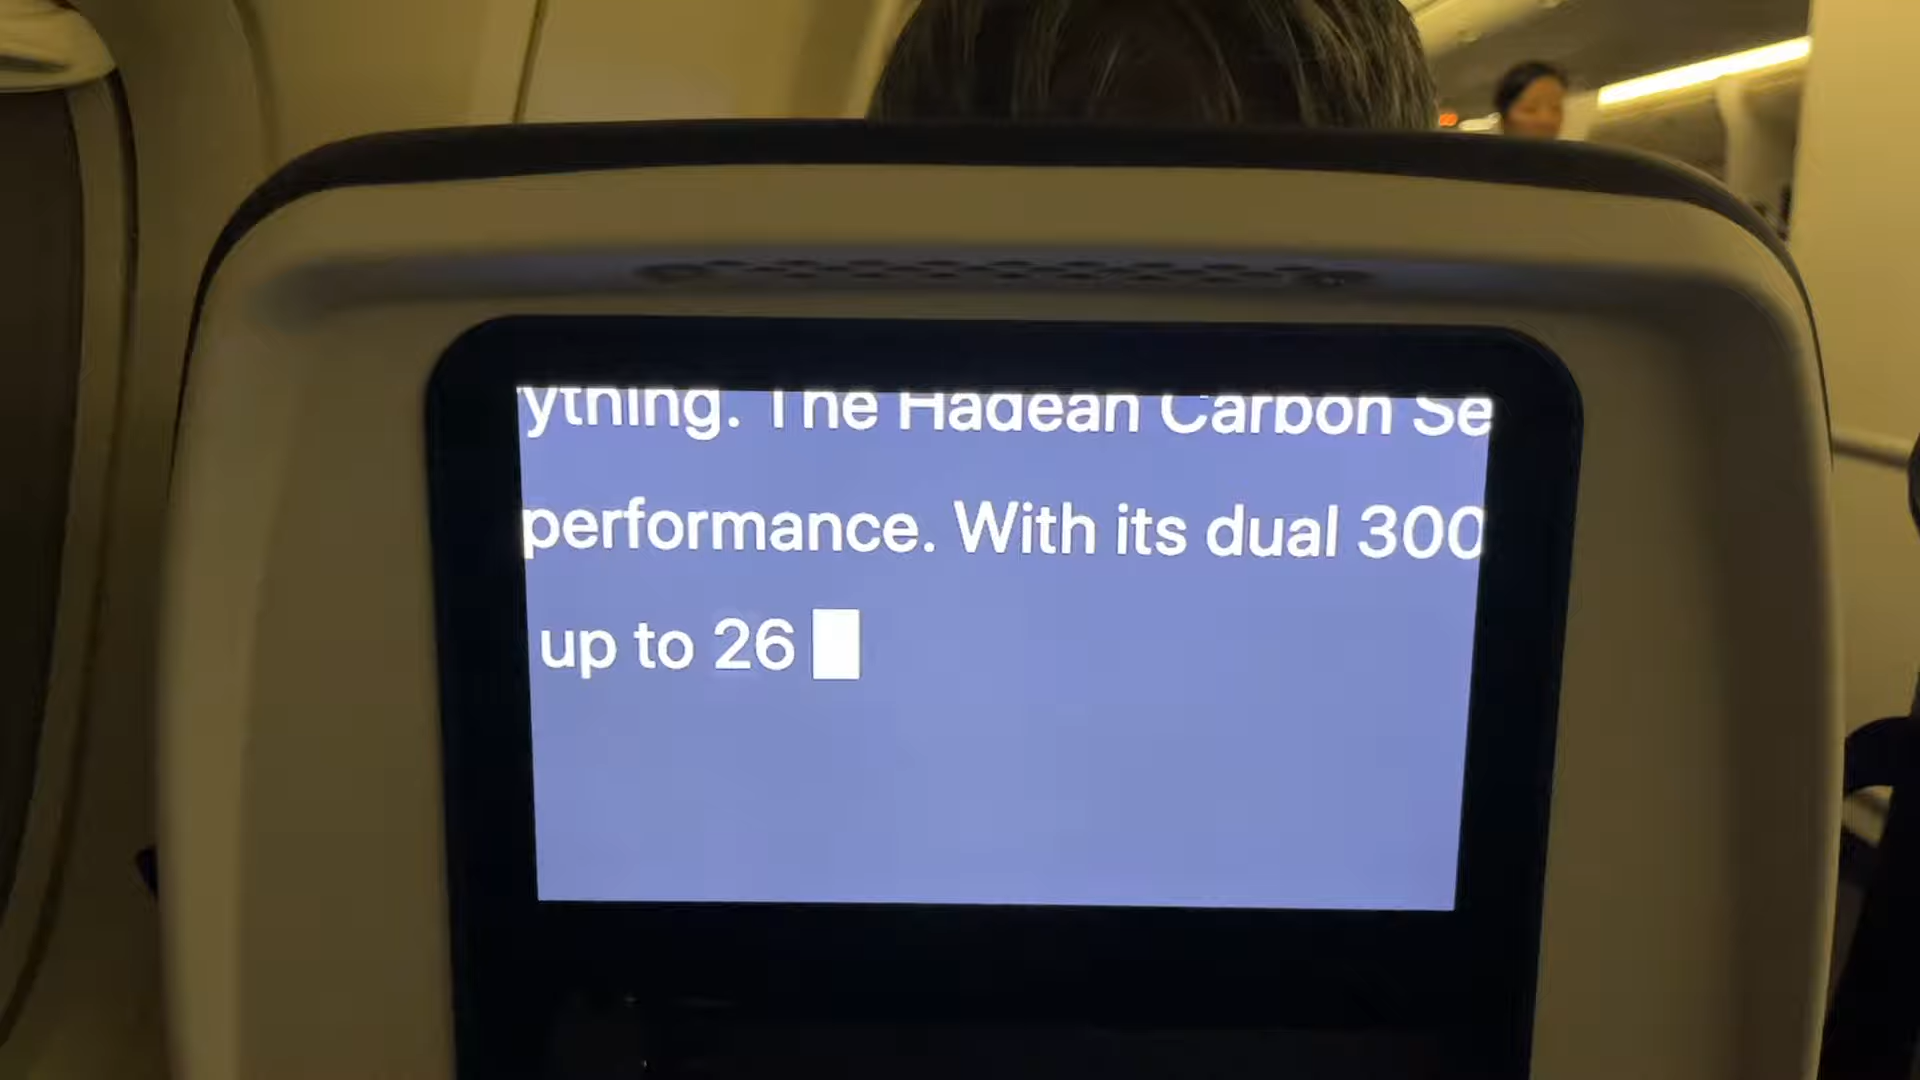 ything. The Hadean Carbon Se
performance. With its dual 300
up to 26